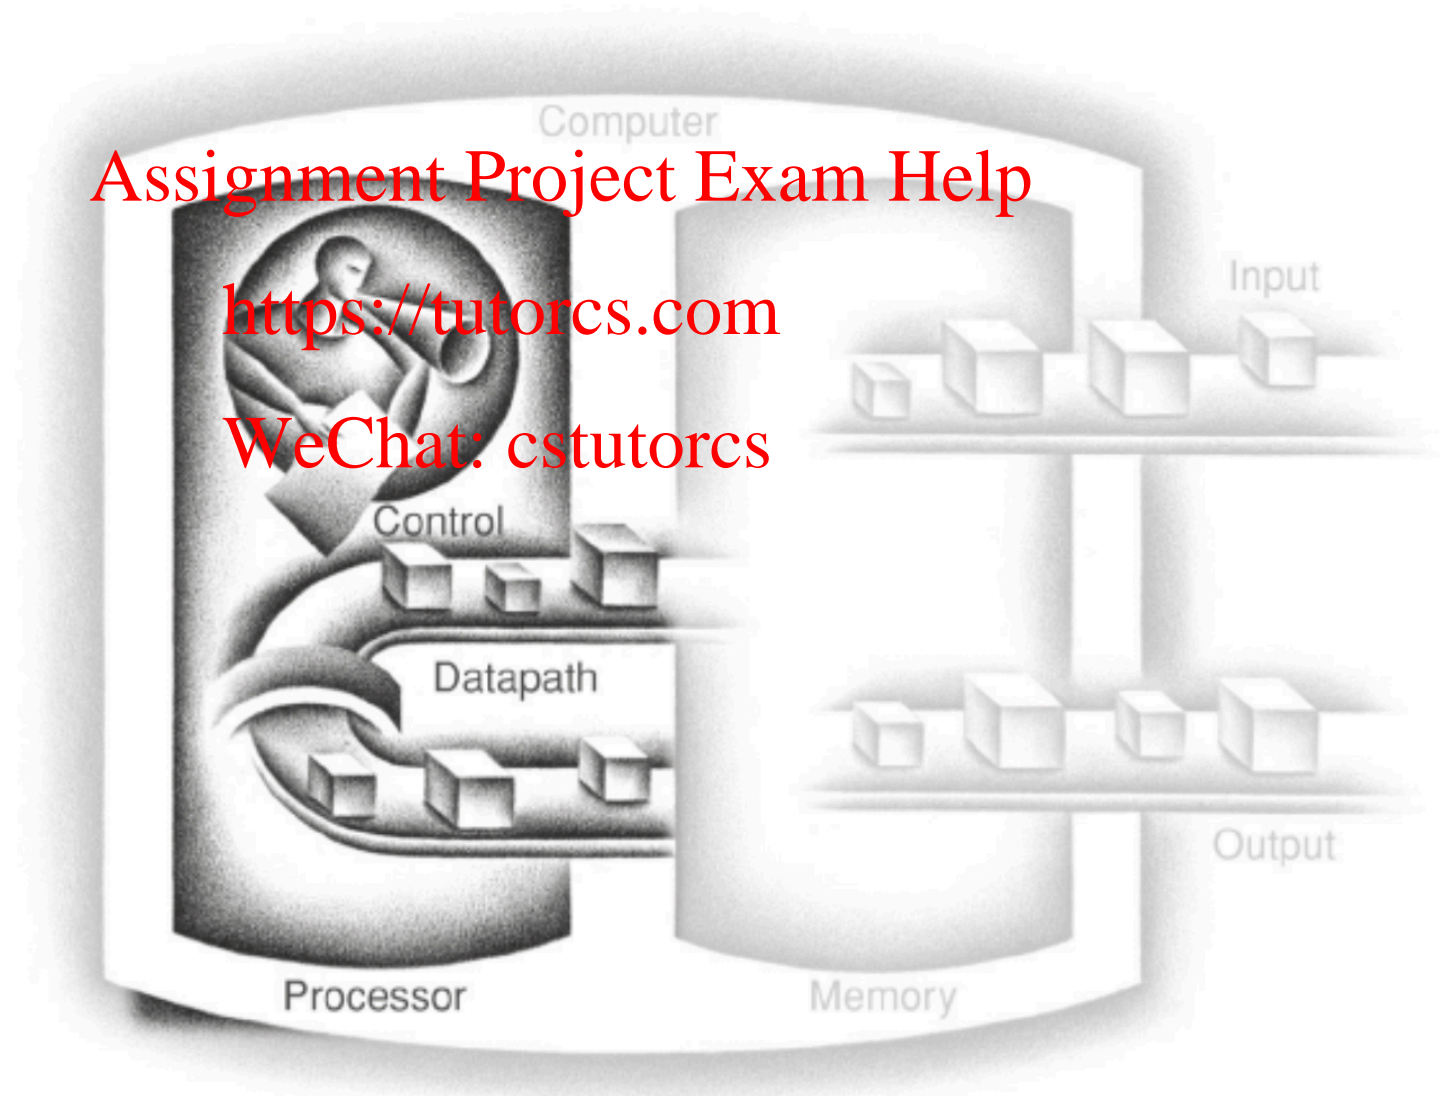 Computer
Assignment Project Exam Help
Input
https://tutorcs.com
WeChat: cstutorcs
Control
Datapath
Output
Processor
Memory